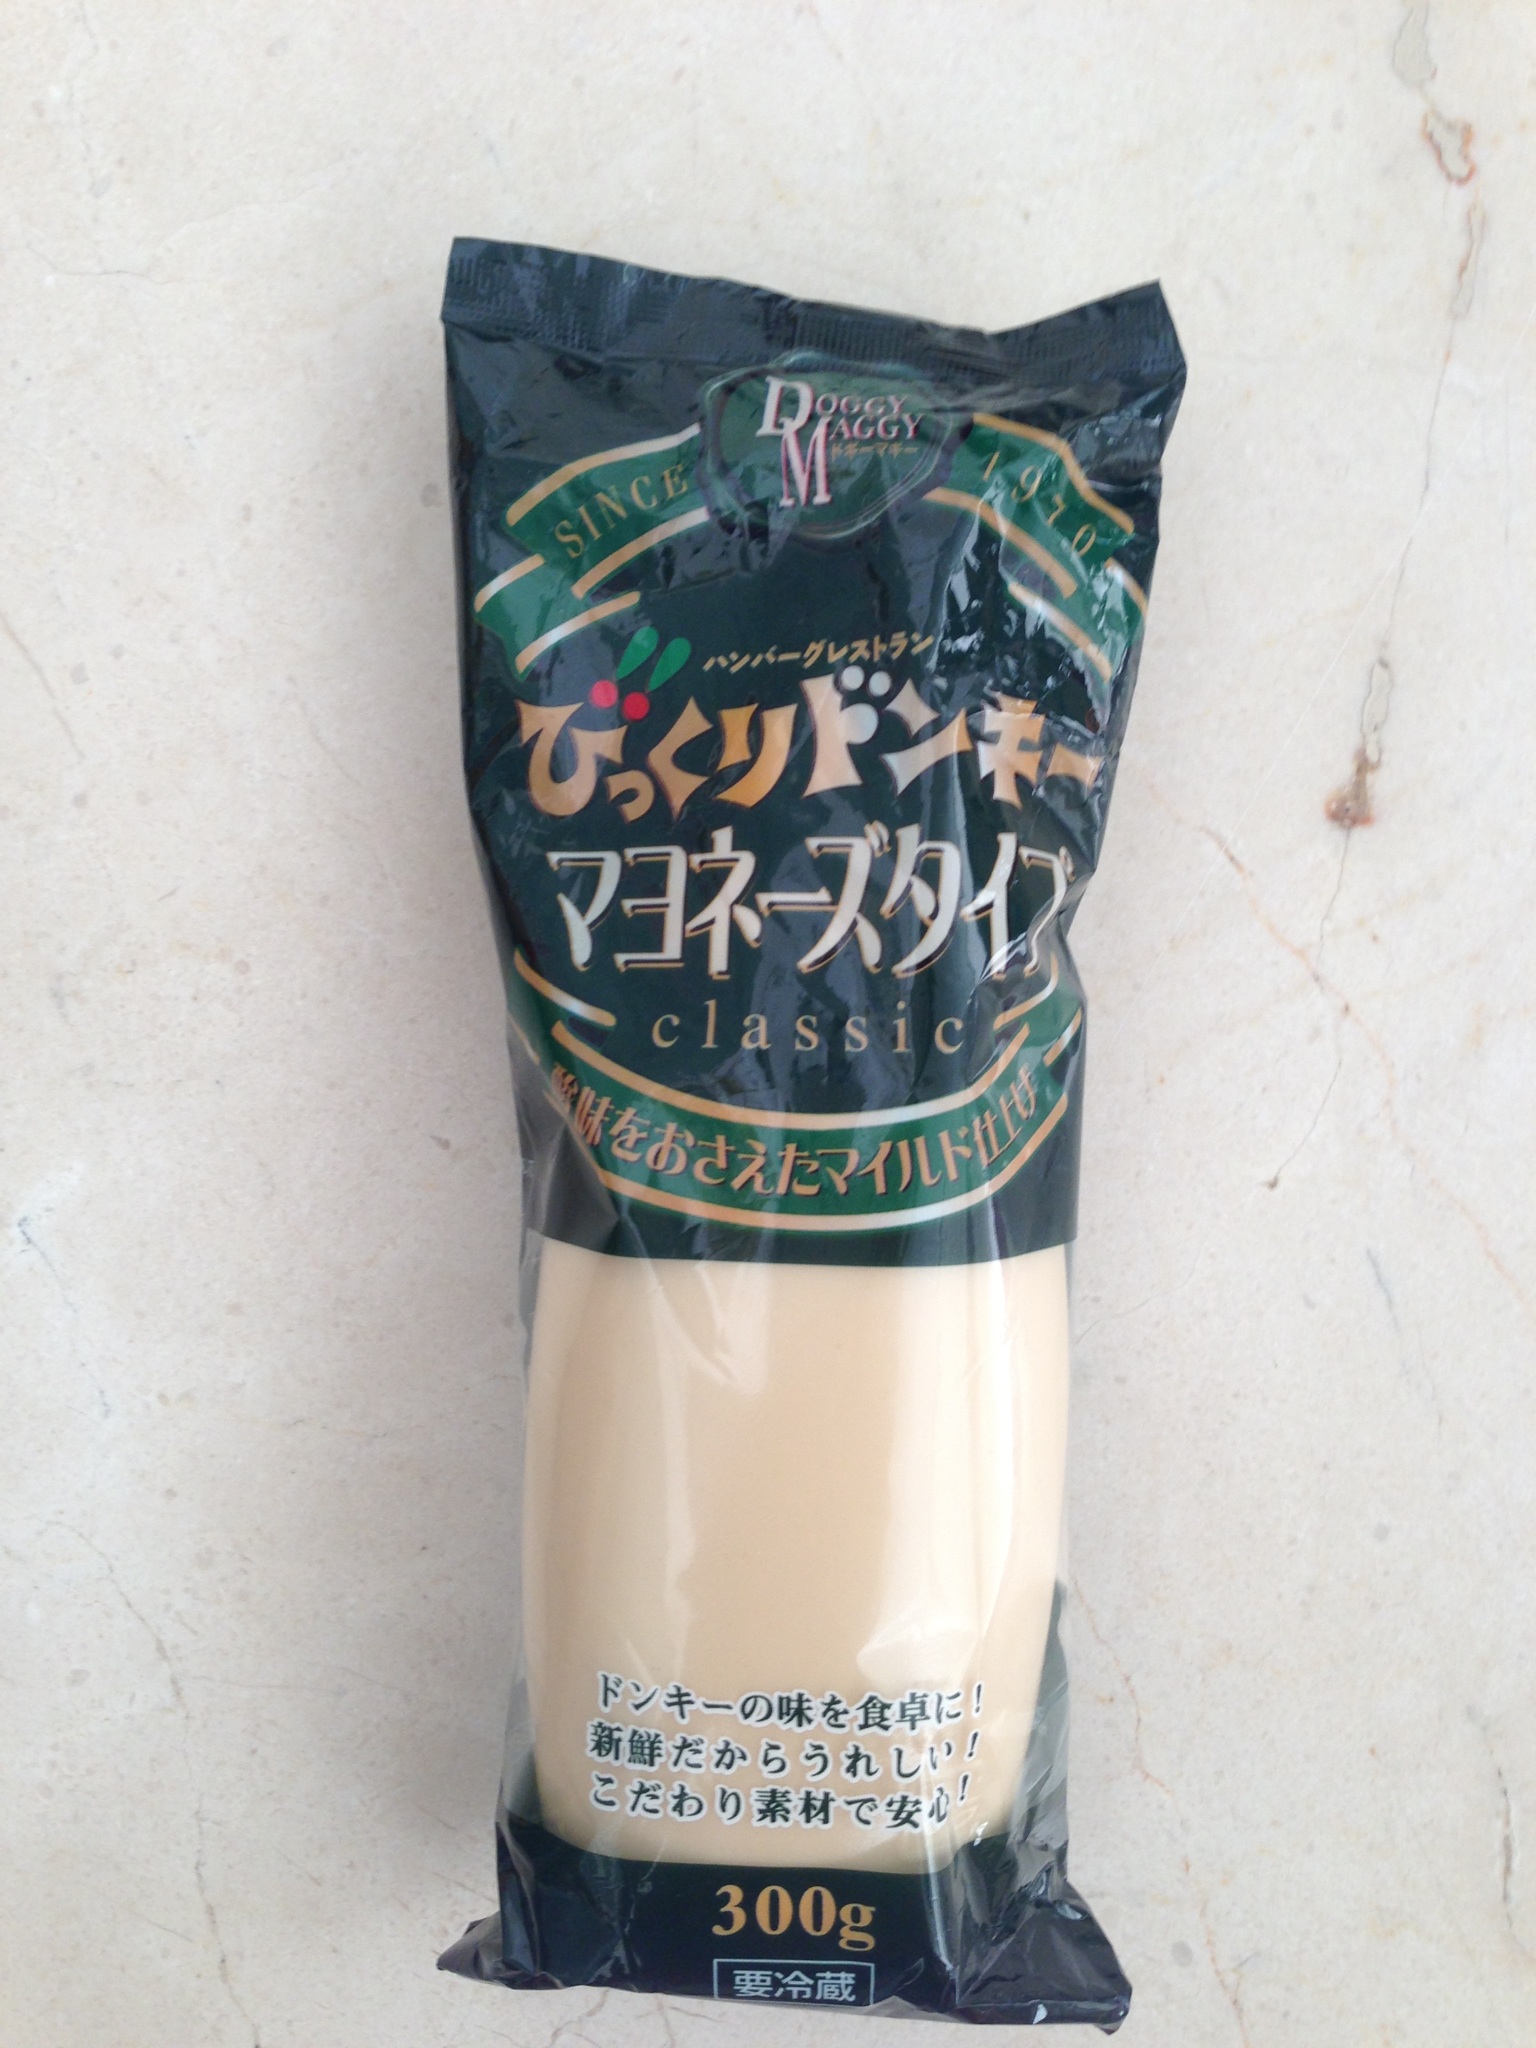 DOGGY
MAGGY
ドギーマギー
SINCE 1970
ハンバーグレストラン
びっくりドンキー
マヨネーズタイプ
classic
酸味をおさえたマイルド仕上げ
ドンキーの味を食卓に!
新鮮だからうれしい!
こだわり素材で安心!
300g
要冷蔵